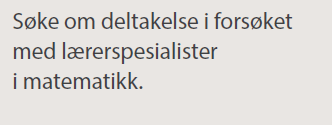 Søke om deltakelse i forsøket
med lærerspesialister
i matematikk.